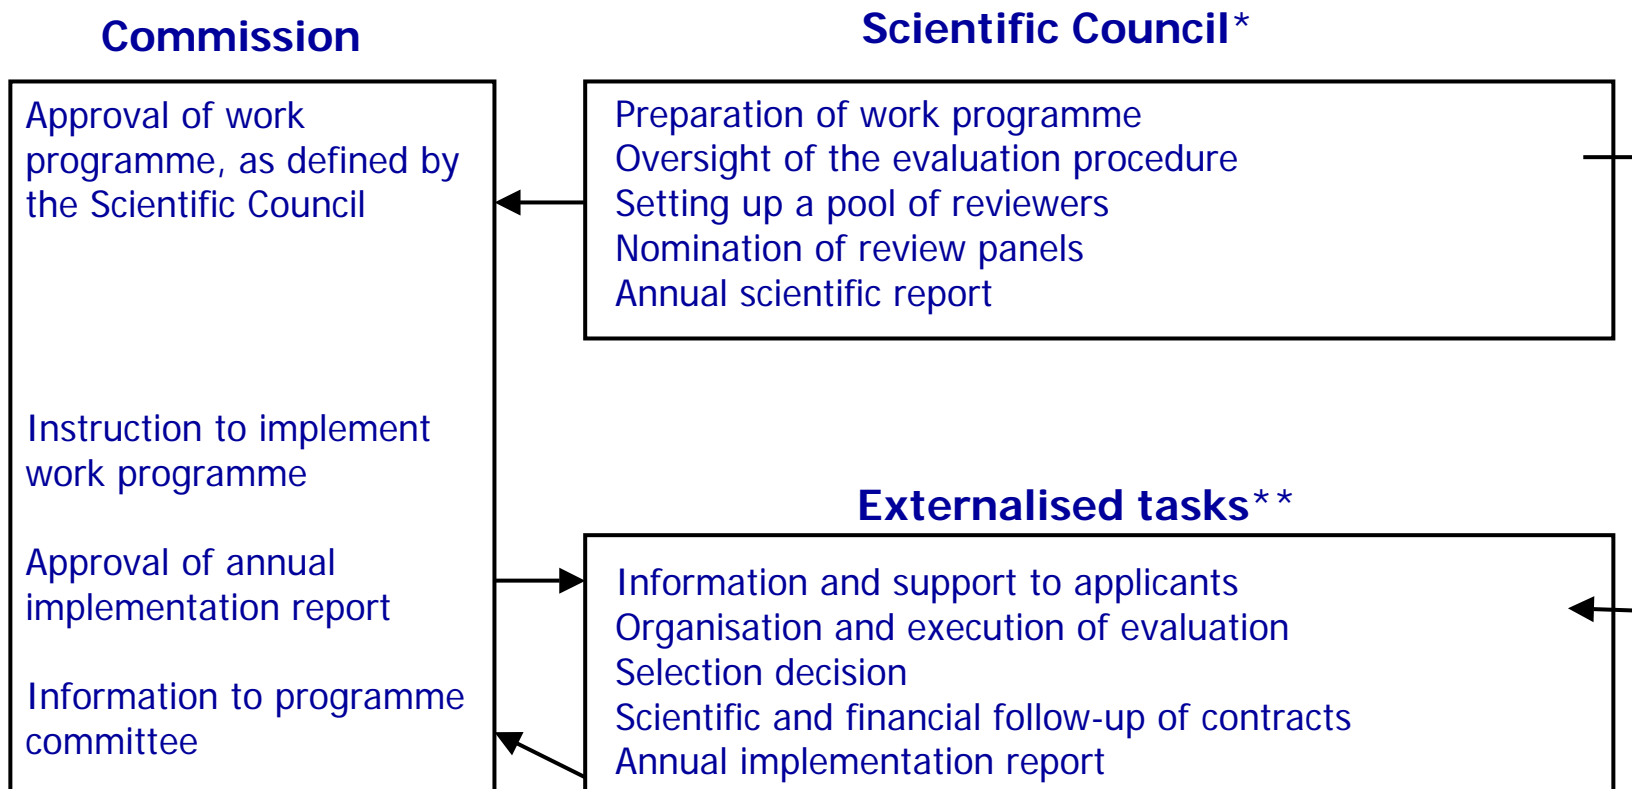 Commission
Approval of work
programme, as defined by
the Scientific Council
Instruction to implement
work programme
Approval of annual
implementation report
Information to programme
committee
Scientific Council*
Preparation of work programme
Oversight of the evaluation procedure
Setting up a pool of reviewers
Nomination of review panels
Annual scientific report
Externalised tasks**
Information and support to applicants
Organisation and execution of evaluation
Selection decision
Scientific and financial follow-up of contracts
Annual implementation report